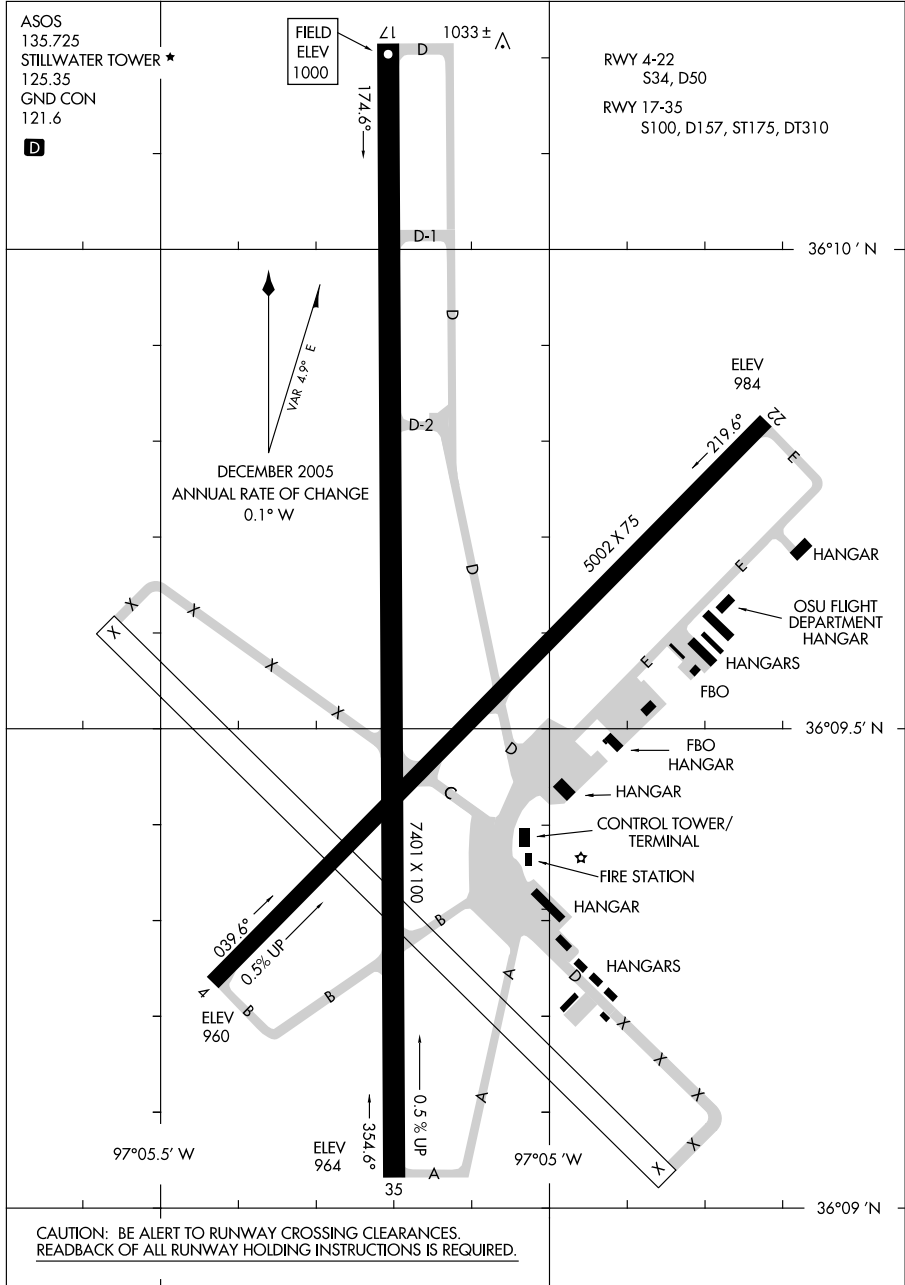 ASOS
135.725
STILLWATER TOWER ★
125.35
GND CON
121.6
D
FIELD
ELEV
1000
17
1033 ±
D
RWY 4-22
S34, D50
RWY 17-35
S100, D157, ST175, DT310
174.6°
D-1
36°10' N
D
VAR 4.9° E
ELEV
984
22
D-2
219.6°
E
DECEMBER 2005
ANNUAL RATE OF CHANGE
0.1° W
5002 X 75
HANGAR
D
E
OSU FLIGHT
DEPARTMENT
HANGAR
X
X
X
X
HANGARS
E
X
FBO
X
D
36°09.5' N
FBO
HANGAR
C
HANGAR
7401 X 100
CONTROL TOWER/
TERMINAL
FIRE STATION
HANGAR
B
039.6°
0.5% UP
HANGARS
A
D
4
B
B
ELEV
960
X
X
0.5% UP
A
X
354.6°
X
97°05.5' W
ELEV
964
97°05' W
X
A
35
36°09 'N
CAUTION: BE ALERT TO RUNWAY CROSSING CLEARANCES.
READBACK OF ALL RUNWAY HOLDING INSTRUCTIONS IS REQUIRED.